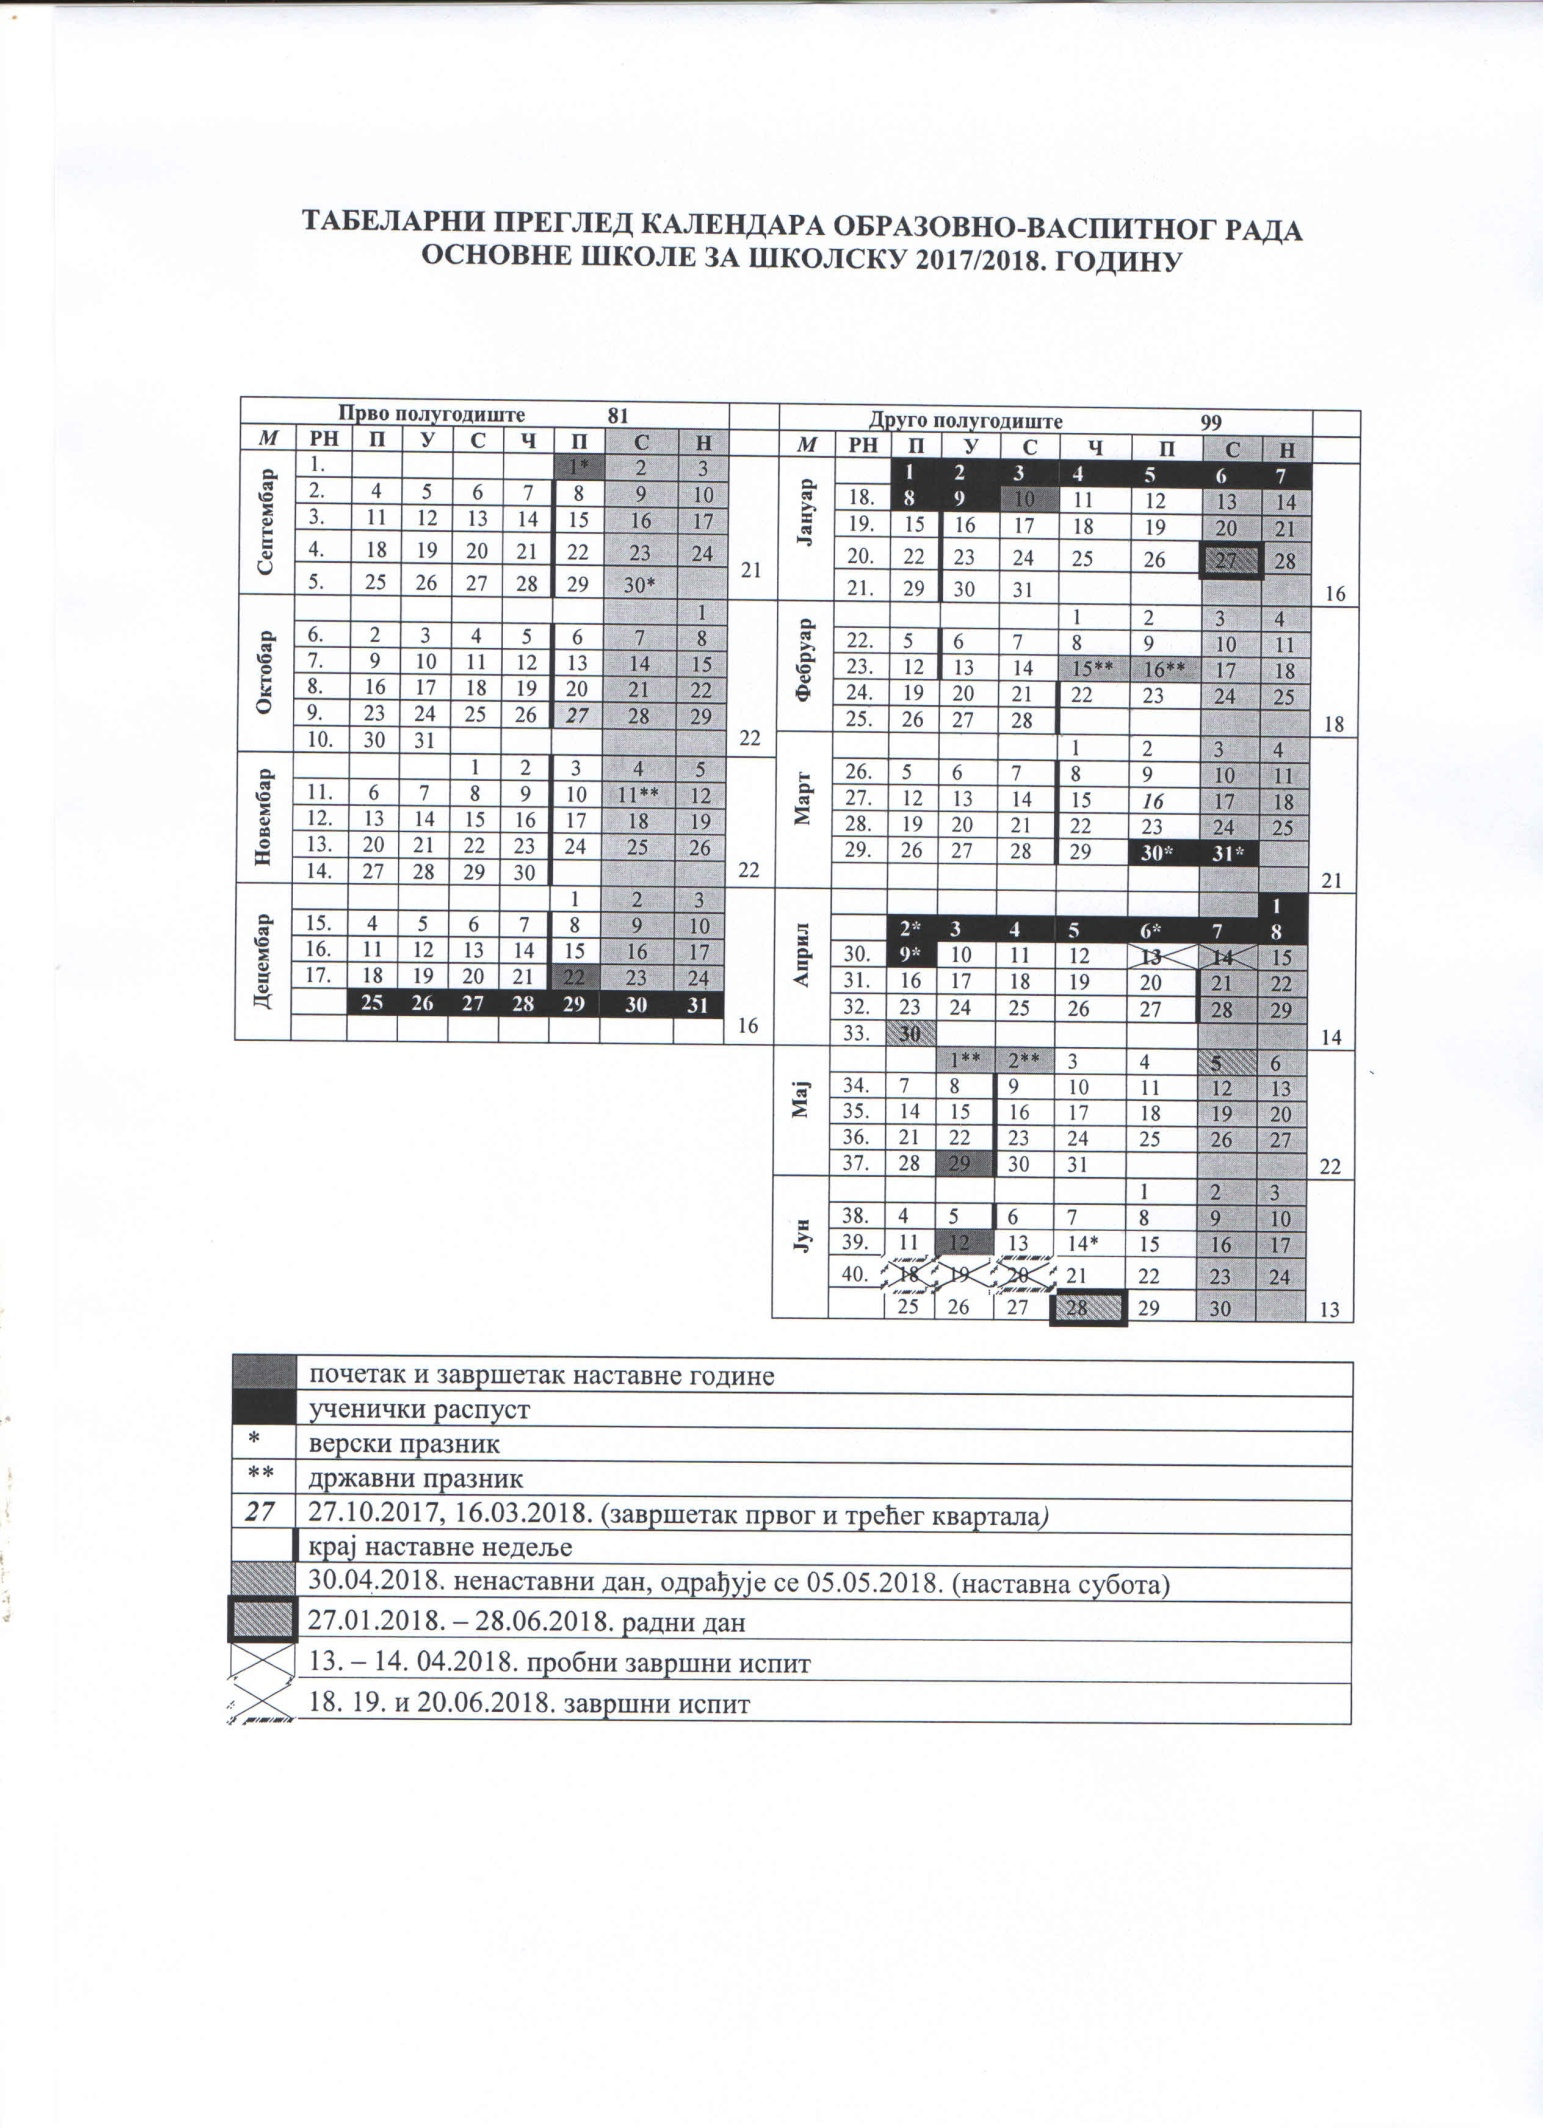 ТАБЕЛАРНИ ПРЕГЛЕД КАЛЕНДАРА ОБРАЗОВНО-ВАСПИТНОГ РАДА
ОСНОВНЕ ШКОЛЕ ЗА ШКОЛСКУ 2017/2018. ГОДИНУ
Прво полугодиште 81
М РН П У С Ч П С Н
Септембар
1. 1* 2 3
2. 4 5 6 7 8 9 10
3. 11 12 13 14 15 16 17
4. 18 19 20 21 22 23 24
5. 25 26 27 28 29 30*
21
Октобар
1
6. 2 3 4 5 6 7 8
7. 9 10 11 12 13 14 15
8. 16 17 18 19 20 21 22
9. 23 24 25 26 27 28 29
10. 30 31
22
Новембар
1 2 3 4 5
11. 6 7 8 9 10 11** 12
12. 13 14 15 16 17 18 19
13. 20 21 22 23 24 25 26
14. 27 28 29 30
22
Децембар
1 2 3
15. 4 5 6 7 8 9 10
16. 11 12 13 14 15 16 17
17. 18 19 20 21 22 23 24
25 26 27 28 29 30 31
16
Друго полугодиште 99
М РН П У С Ч П С Н
Јануар
1 2 3 4 5 6 7
18. 8 9 10 11 12 13 14
19. 15 16 17 18 19 20 21
20. 22 23 24 25 26 27 28
21. 29 30 31
16
Фебруар
1 2 3 4
22. 5 6 7 8 9 10 11
23. 12 13 14 15** 16** 17 18
24. 19 20 21 22 23 24 25
25. 26 27 28
18
Март
1 2 3 4
26. 5 6 7 8 9 10 11
27. 12 13 14 15 16 17 18
28. 19 20 21 22 23 24 25
29. 26 27 28 29 30* 31*
21
Април
1
2* 3 4 5 6* 7 8
30. 9* 10 11 12 13 14 15
31. 16 17 18 19 20 21 22
32. 23 24 25 26 27 28 29
33. 30
14
Мај
1** 2** 3 4 5 6
34. 7 8 9 10 11 12 13
35. 14 15 16 17 18 19 20
36. 21 22 23 24 25 26 27
37. 28 29 30 31
22
Јун
1 2 3
38. 4 5 6 7 8 9 10
39. 11 12 13 14* 15 16 17
40. 18 19 20 21 22 23 24
25 26 27 28 29 30
13
почетак и завршетак наставне године
ученички распуст
* верски празник
** државни празник
27 27.10.2017, 16.03.2018. (завршетак првог и трећег квартала)
крај наставне недеље
30.04.2018. ненаставни дан, одрађује се 05.05.2018. (наставна субота)
27.01.2018. – 28.06.2018. радни дан
13. – 14. 04.2018. пробни завршни испит
18. 19. и 20.06.2018. завршни испит